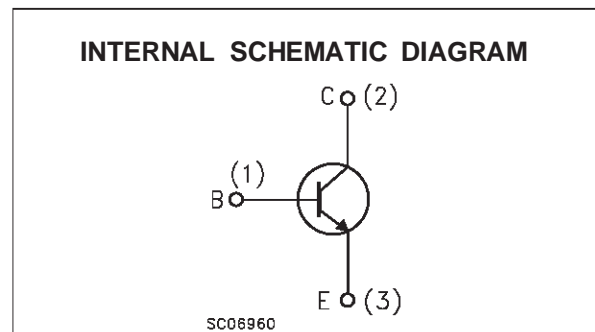 INTERNAL SCHEMATIC DIAGRAM
C (2)
(1)
B
E (3)
SC06960